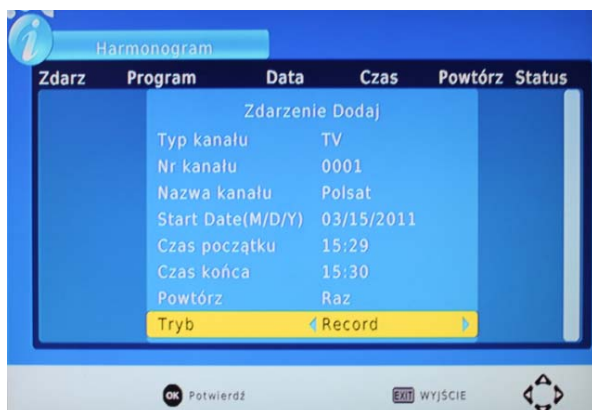 Harmonogram
Zdarz Program Data Czas Powtórz Status
Zdarzenie Dodaj
Typ kanału TV
Nr kanału 0001
Nazwa kanału Polsat
Start Date(M/D/Y) 03/15/2011
Czas początku 15:29
Czas końca 15:30
Powtórz Raz
Tryb Record
OK Potwierdź EXIT WYJŚCIE